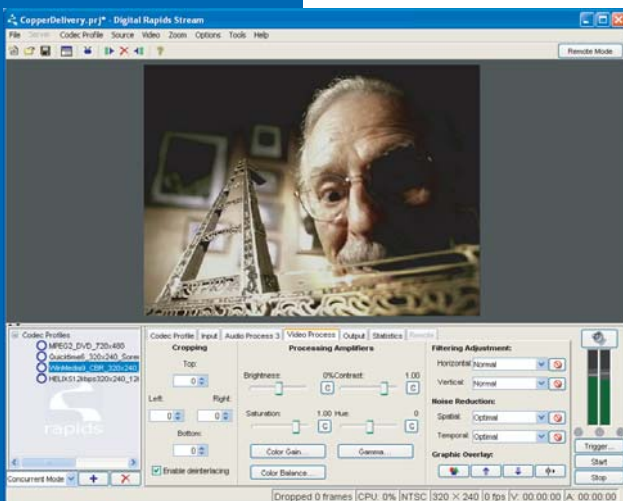 CopperDelivery.prj* - Digital Rapids Stream
File Server Codec Profile Source Video Zoom Options Tools Help
Remote Mode
Codec Profiles
MPEG2_DVD_720x480
Quicktime6_320x240_Soren
WinMedia9_CBR_320x240
HELIX512kbps320x240_12
rapids
Concurrent Mode
Codec Profile Input Audio Process 3 Video Process Output Statistics Remote
Cropping
Top:
0
Left: Right:
0 0
Bottom:
0
Enable deinterlacing
Processing Amplifiers
Brightness: 0% Contrast: 1.00
C C
Saturation: 1.00 Hue: 0
C C
Color Gain... Gamma...
Color Balance...
Filtering Adjustment:
Horizontal: Normal
Vertical: Normal
Noise Reduction:
Spatial: Optimal
Temporal: Optimal
Graphic Overlay:
Trigger...
Start
Stop
Dropped 0 frames CPU: 0% NTSC 320 × 240 0 fps V: 00:00:00 A: 00:00:00